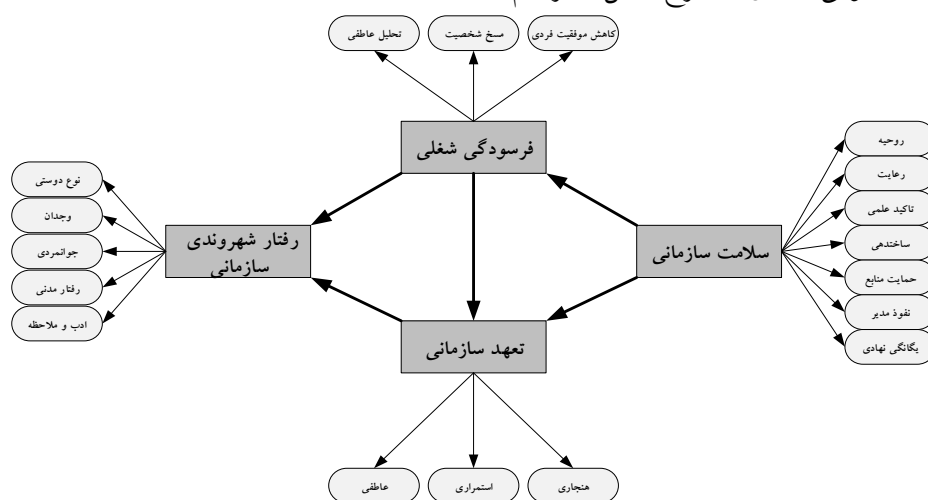 کاهش موفقیت فردی
مسخ شخصیت
تحلیل عاطفی
فرسودگی شغلی
روحیه
رعایت
تاکید علمی
ساختدهی
حمایت منابع
نفوذ مدیر
یگانگی نهادی
سلامت سازمانی
رفتار شهروندی
سازمانی
نوع دوستی
وجدان
جوانمردی
رفتار مدنی
ادب و ملاحظه
تعهد سازمانی
هنجاری
استمراری
عاطفی